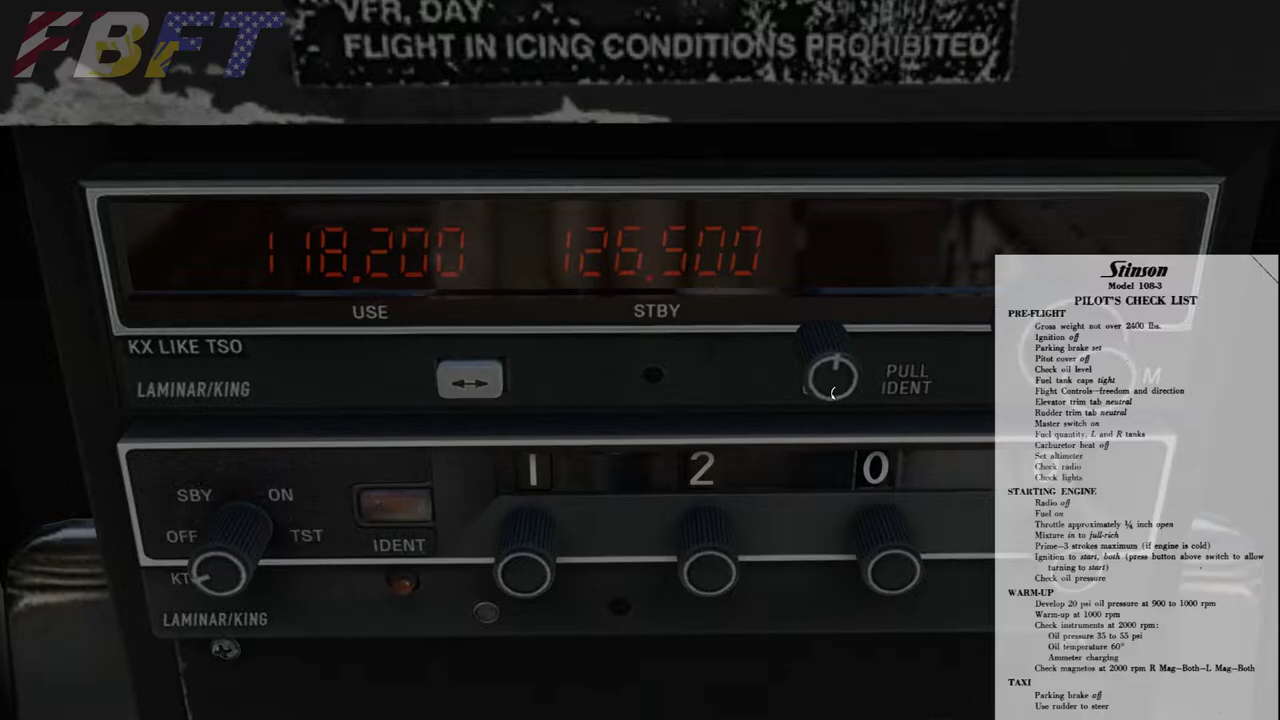 FBFT
VFR, DAY
FLIGHT IN ICING CONDITIONS PROHIBITED
118.200 126.500
USE STBY
KX LIKE TSO
LAMINAR/KING
PULL
IDENT
M
1 2 0
SBY ON
OFF TST
IDENT
KT
LAMINAR/KING
Stinson
Model 108-3
PILOT'S CHECK LIST
PRE-FLIGHT
Gross weight not over 2400 lbs.
Ignition off
Parking brake set
Pitot cover off
Check oil level
Fuel tank caps tight
Flight Controls—freedom and direction
Elevator trim tab neutral
Rudder trim tab neutral
Master switch on
Fuel quantity, L and R tanks
Carburetor heat off
Set altimeter
Check radio
Check lights
STARTING ENGINE
Radio off
Fuel on
Throttle approximately ¼ inch open
Mixture in to full-rich
Prime—3 strokes maximum (if engine is cold)
Ignition to start, both (press button above switch to allow
turning to start)
Check oil pressure
WARM-UP
Develop 20 psi oil pressure at 900 to 1000 rpm
Warm-up at 1000 rpm
Check instruments at 2000 rpm:
Oil pressure 35 to 55 psi
Oil temperature 60°
Ammeter charging
Check magnetos at 2000 rpm R Mag—Both—L Mag—Both
TAXI
Parking brake off
Use rudder to steer